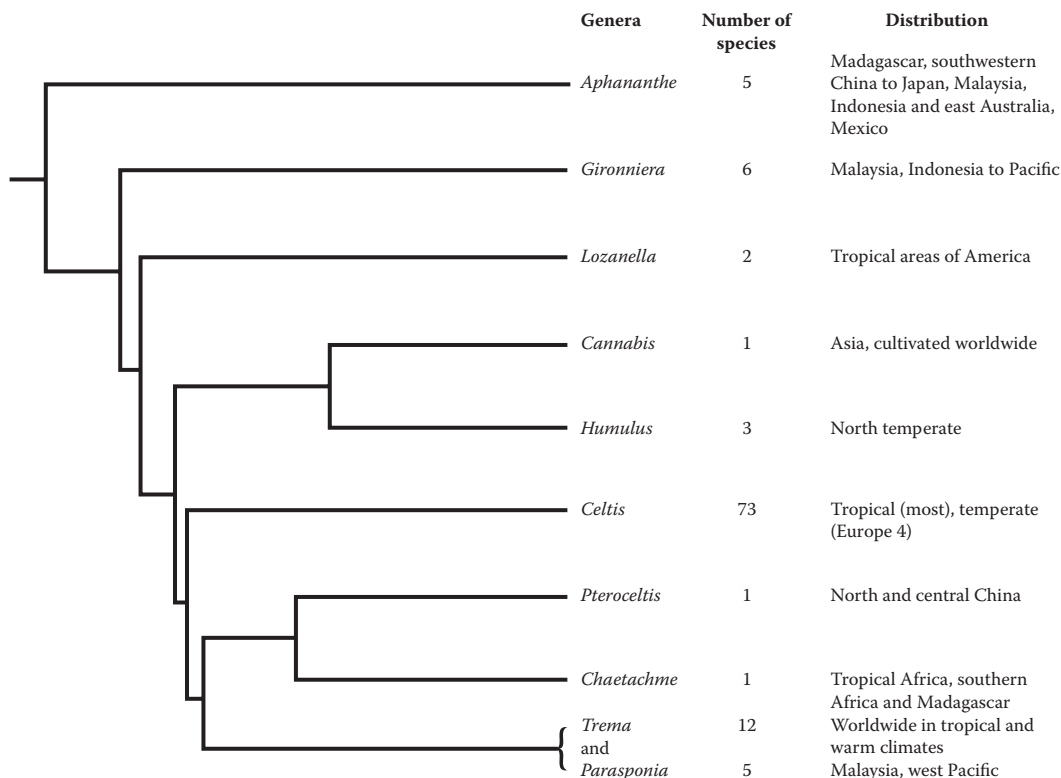 Genera Number of species Distribution
Aphananthe 5 Madagascar, southwestern
China to Japan, Malaysia,
Indonesia and east Australia,
Mexico
Gironniera 6 Malaysia, Indonesia to Pacific
Lozanella 2 Tropical areas of America
Cannabis 1 Asia, cultivated worldwide
Humulus 3 North temperate
Celtis 73 Tropical (most), temperate
(Europe 4)
Pteroceltis 1 North and central China
Chaetachme 1 Tropical Africa, southern
Africa and Madagascar
Trema 12 Worldwide in tropical and
and warm climates
Parasponia 5 Malaysia, west Pacific